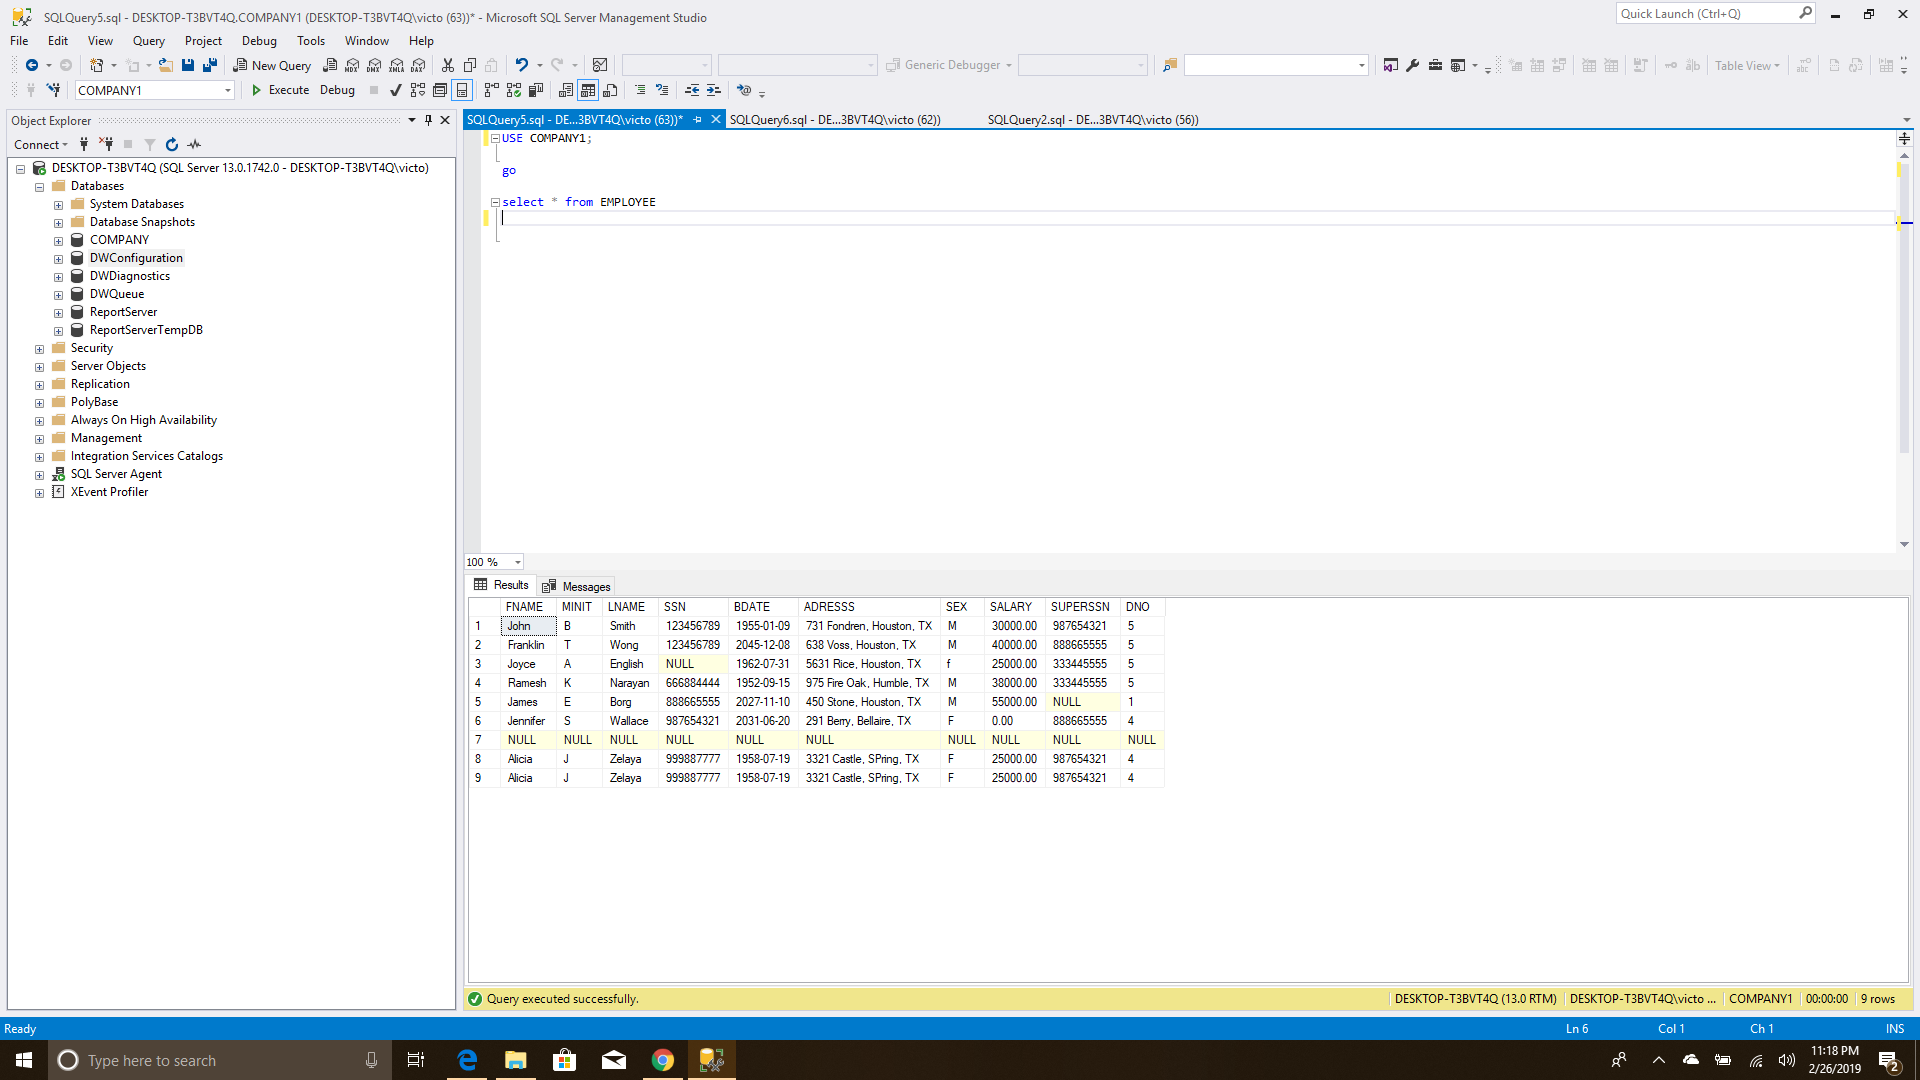 SQLQuery5.sql - DESKTOP-T3BVT4Q.COMPANY1 (DESKTOP-T3BVT4Q\victo (63))* - Microsoft SQL Server Management Studio
Quick Launch (Ctrl+Q)
File Edit View Query Project Debug Tools Window Help
New Query
Generic Debugger
Table View
COMPANY1
Execute
Debug
Object Explorer
Connect
DESKTOP-T3BVT4Q (SQL Server 13.0.1742.0 - DESKTOP-T3BVT4Q\victo)
Databases
System Databases
Database Snapshots
COMPANY
DWConfiguration
DWDiagnostics
DWQueue
ReportServer
ReportServerTempDB
Security
Server Objects
Replication
PolyBase
Always On High Availability
Management
Integration Services Catalogs
SQL Server Agent
XEvent Profiler
SQLQuery5.sql - DE...3BVT4Q\victo (63))* SQLQuery6.sql - DE...3BVT4Q\victo (62)) SQLQuery2.sql - DE...3BVT4Q\victo (56))
USE COMPANY1;
go
select * from EMPLOYEE
100 %
Results Messages
FNAME MINIT LNAME SSN BDATE ADRESSS SEX SALARY SUPERSSN DNO
1 John B Smith 123456789 1955-01-09 731 Fondren, Houston, TX M 30000.00 987654321 5
2 Franklin T Wong 123456789 2045-12-08 638 Voss, Houston, TX M 40000.00 888665555 5
3 Joyce A English NULL 1962-07-31 5631 Rice, Houston, TX f 25000.00 333445555 5
4 Ramesh K Narayan 666884444 1952-09-15 975 Fire Oak, Humble, TX M 38000.00 333445555 5
5 James E Borg 888665555 2027-11-10 450 Stone, Houston, TX M 55000.00 NULL 1
6 Jennifer S Wallace 987654321 2031-06-20 291 Berry, Bellaire, TX F 0.00 888665555 4
7 NULL NULL NULL NULL NULL NULL NULL NULL NULL NULL
8 Alicia J Zelaya 999887777 1958-07-19 3321 Castle, SPring, TX F 25000.00 987654321 4
9 Alicia J Zelaya 999887777 1958-07-19 3321 Castle, SPring, TX F 25000.00 987654321 4
Query executed successfully.
DESKTOP-T3BVT4Q (13.0 RTM) DESKTOP-T3BVT4Q\victo ... COMPANY1 00:00:00 9 rows
Ready
Ln 6 Col 1 Ch 1 INS
Type here to search
11:18 PM
2/26/2019
2